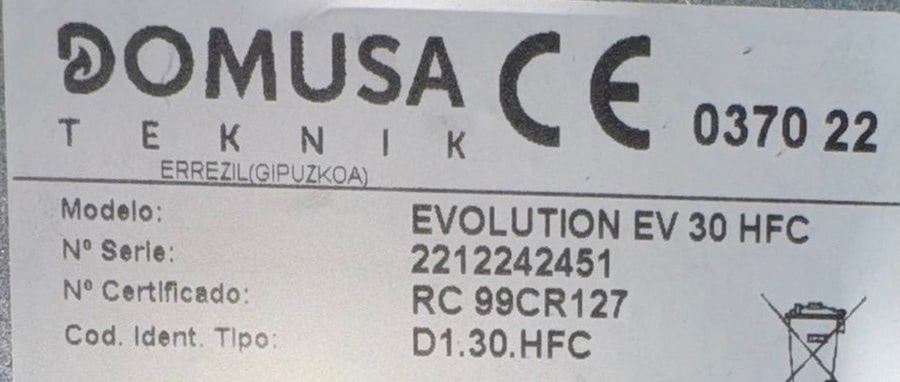 DOMUSA
TEKNIK
CE 0370 22
ERREZIL(GIPUZKOA)
Modelo: EVOLUTION EV 30 HFC
Nº Serie: 2212242451
Nº Certificado: RC 99CR127
Cod. Ident. Tipo: D1.30.HFC